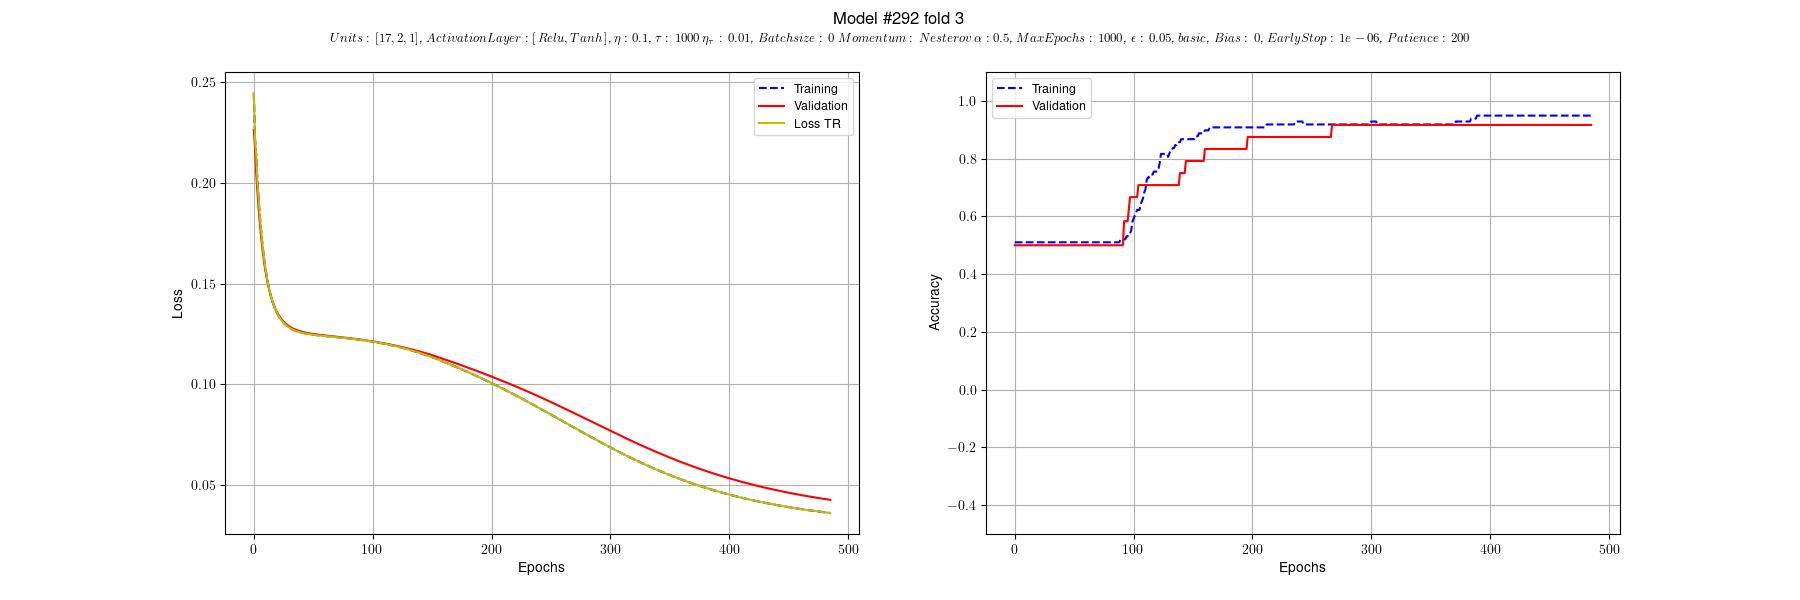 Model #292 fold 3
Units : [17, 2, 1], ActivationLayer : [Relu, Tanh], η : 0.1, τ : 1000 ητ : 0.01, Batchsize : 0 Momentum : Nesterov α : 0.5, MaxEpochs : 1000, ϵ : 0.05, basic, Bias : 0, EarlyStop : 1e − 06, Patience : 200
Training
Validation
Loss TR
0.25
0.20
0.15
0.10
0.05
Loss
0 100 200 300 400 500
Epochs
Training
Validation
1.0
0.8
0.6
0.4
0.2
0.0
−0.2
−0.4
Accuracy
0 100 200 300 400 500
Epochs